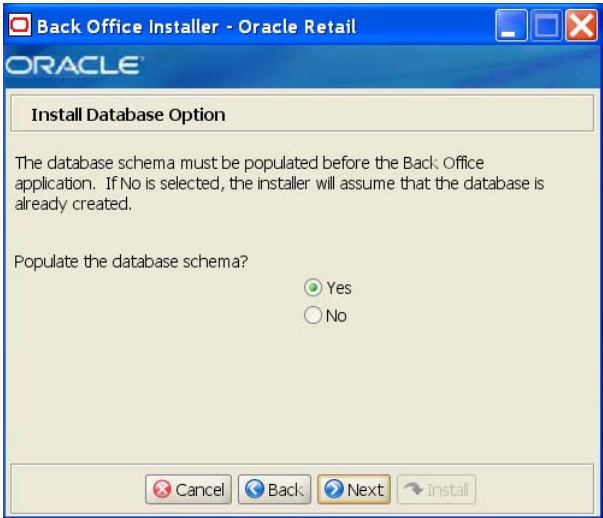 Back Office Installer - Oracle Retail
ORACLE
Install Database Option
The database schema must be populated before the Back Office
application. If No is selected, the installer will assume that the database is
already created.
Populate the database schema?
Yes
No
Cancel Back Next Install